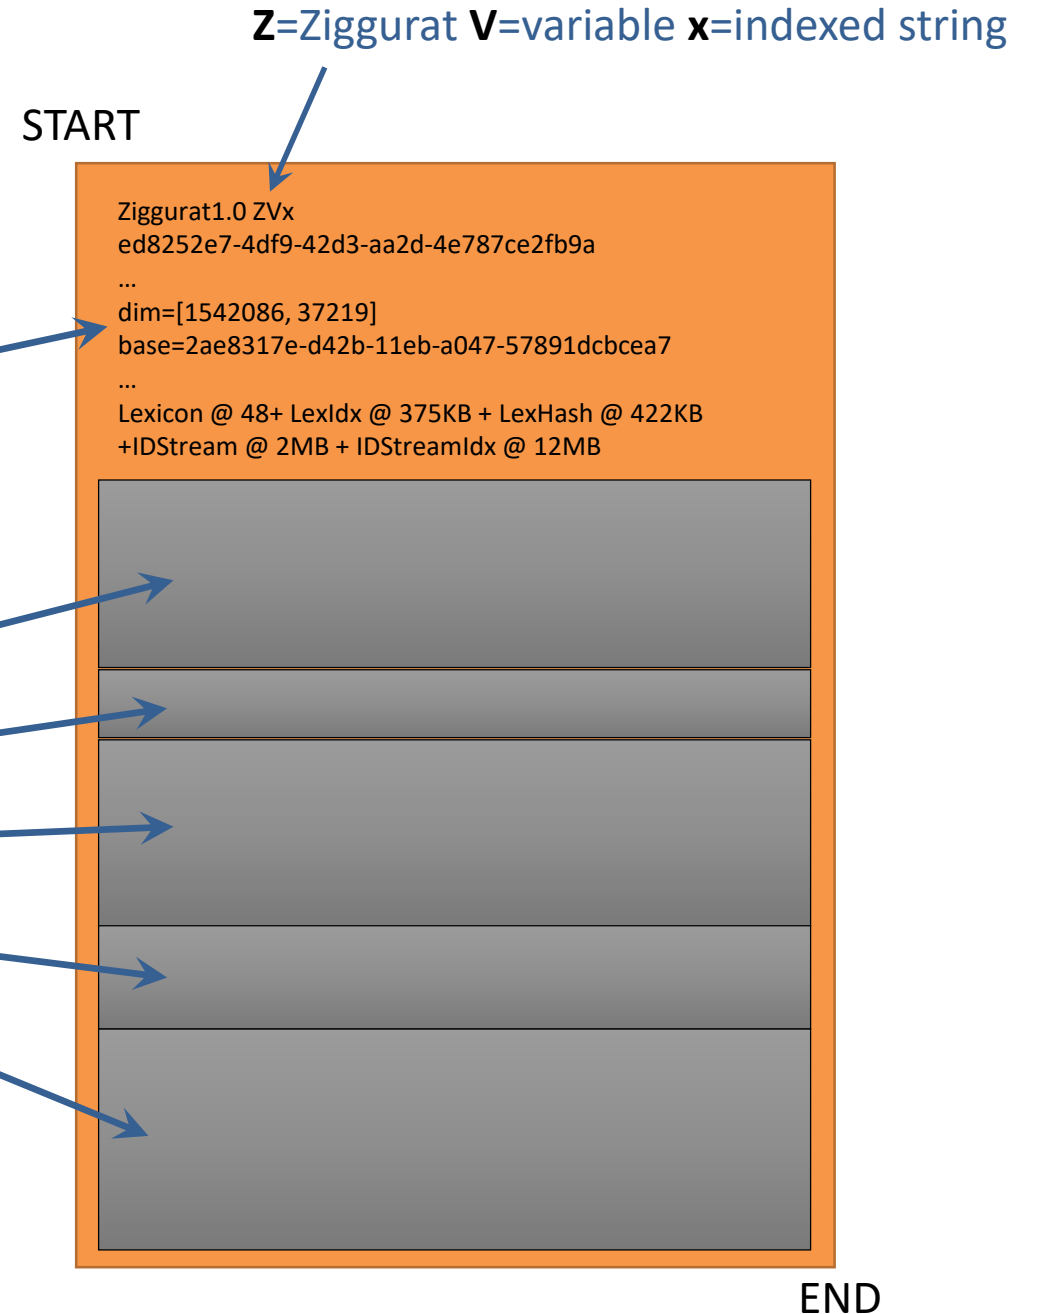 Z=Ziggurat V=variable x=indexed string
START
Ziggurat1.0 ZVx
ed8252e7-4df9-42d3-aa2d-4e787ce2fb9a
…
dim=[1542086, 37219]
base=2ae8317e-d42b-11eb-a047-57891dcbcea7
…
Lexicon @ 48+ LexIdx @ 375KB + LexHash @ 422KB
+IDStream @ 2MB + IDStreamIdx @ 12MB
END